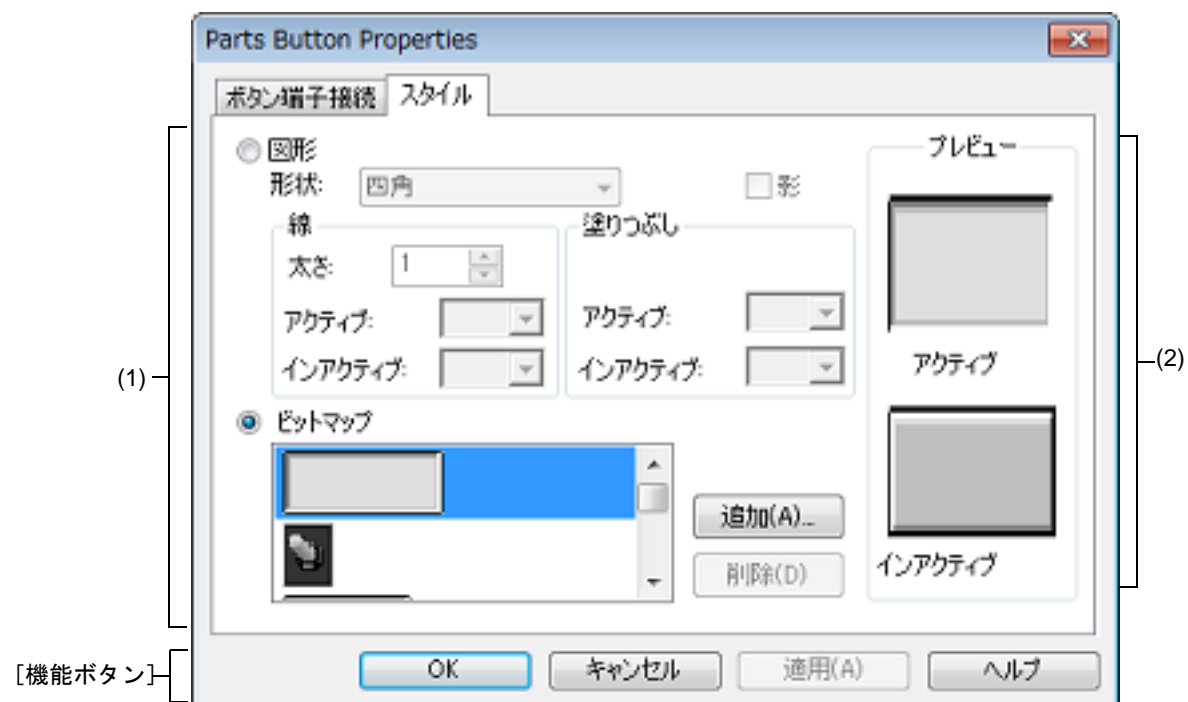 Parts Button Properties
ボタン端子接続 スタイル
図形
形状: 四角 影
線
太さ: 1
アクティブ:
インアクティブ:
塗りつぶし
アクティブ:
インアクティブ:
ビットマップ
追加(A)...
削除(D)
プレビュー
アクティブ
インアクティブ
(1)
(2)
［機能ボタン］
OK キャンセル 適用(A) ヘルプ